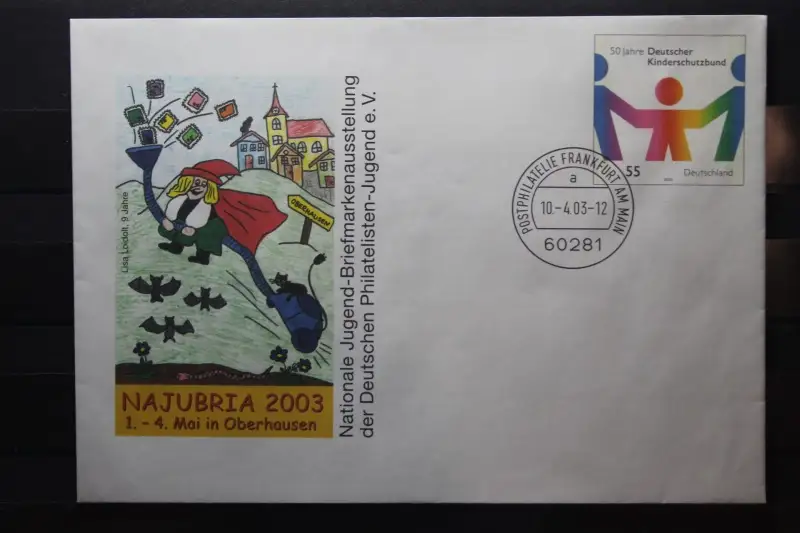 50 Jahre Deutscher
Kinderschutzbund
55
Deutschland
POSTPHILATELIE FRANKFURT AM MAIN
a
10.-4.03-12
60281
OBERHAUSEN
Lisa Loidolt, 9 Jahre
Nationale Jugend-Briefmarkenausstellung
der Deutschen Philatelisten-Jugend e.V.
NAJUBRIA 2003
1. - 4. Mai in Oberhausen